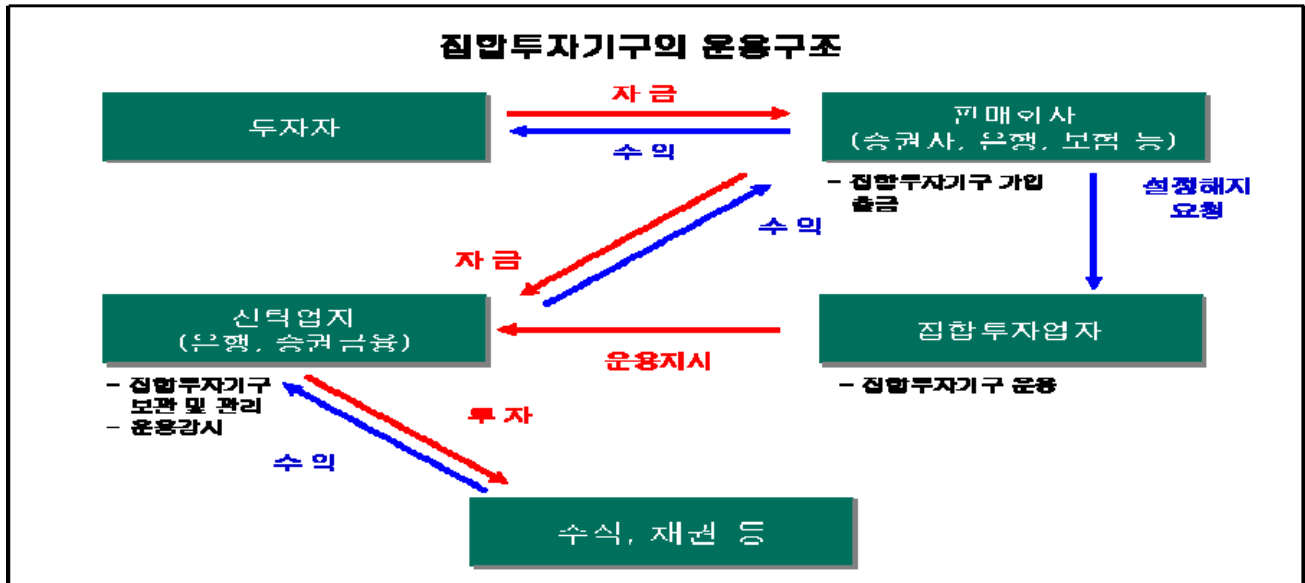 집합투자기구의 운용구조
자 금
투자자
판매회사
(증권사, 은행, 보험 등)
수 익
- 집합투자기구 가입
출금
설정해지
요청
수 익
자 금
신탁업자
(은행, 증권금융)
집합투자업자
운용지시
- 집합투자기구
보관 및 관리
- 운용감시
- 집합투자기구 운용
투 자
수 익
주식, 채권 등